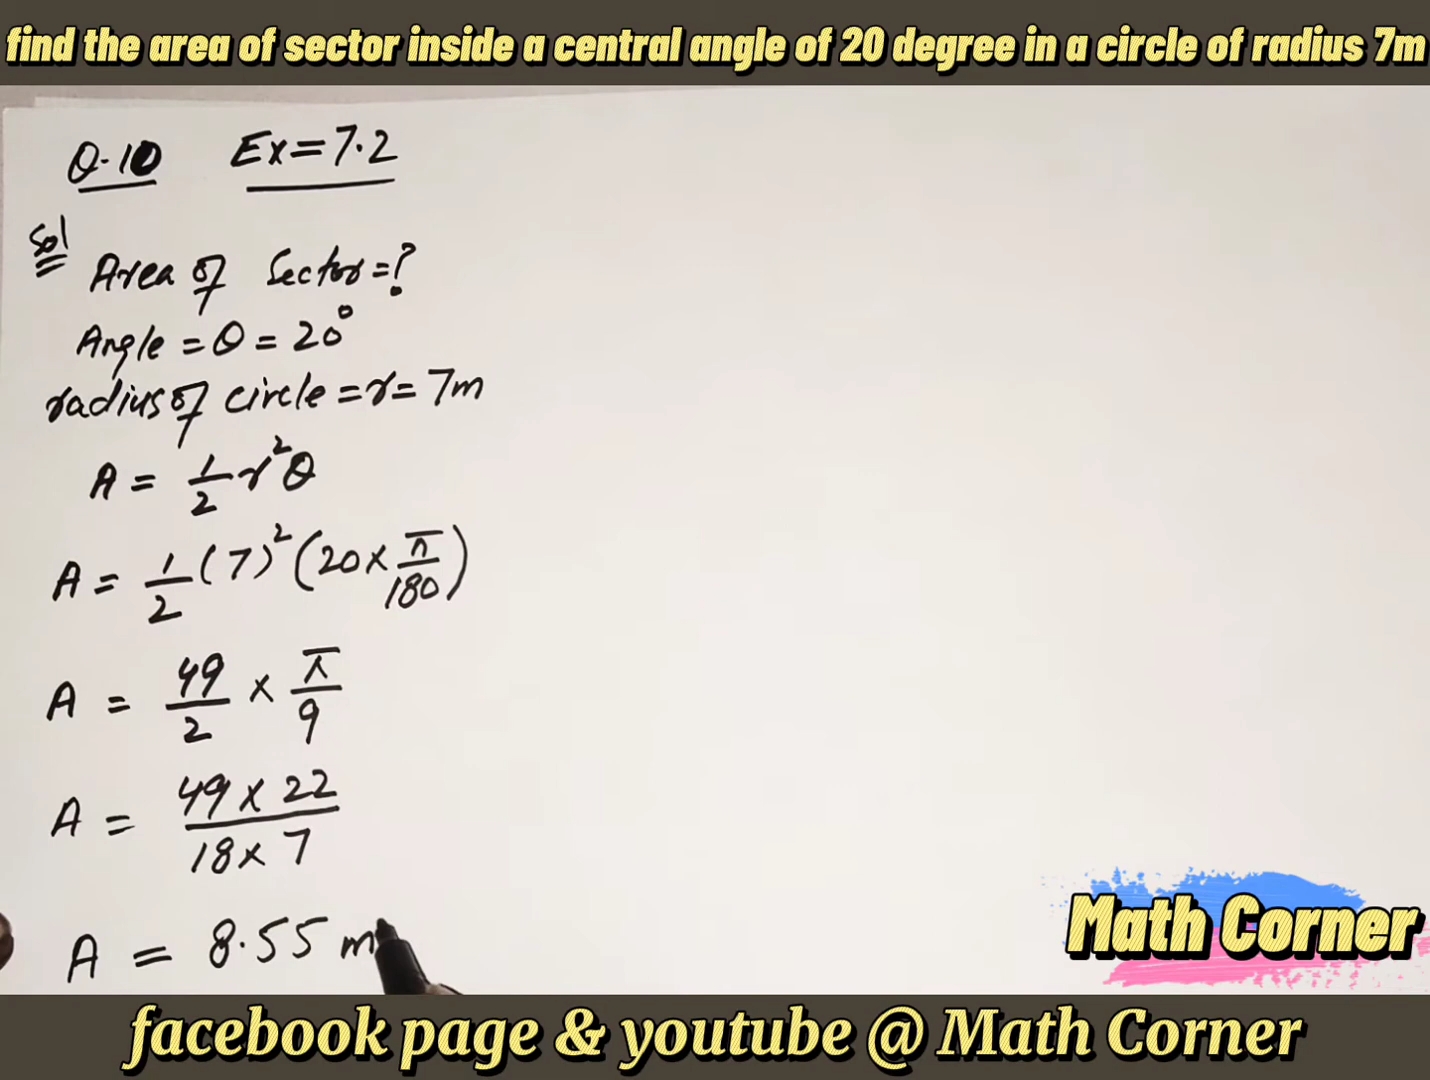 find the area of sector inside a central angle of 20 degree in a circle of radius 7m
Q.10 Ex=7.2
Sol
Area of Sector=?
Angle = θ = 20°
radius of circle = r = 7m
A = 1/2 r²θ
A = 1/2 (7)² (20 × π/180)
A = 49/2 × π/9
A = 49 × 22 / 18 × 7
A = 8.55 m
Math Corner
facebook page & youtube @ Math Corner